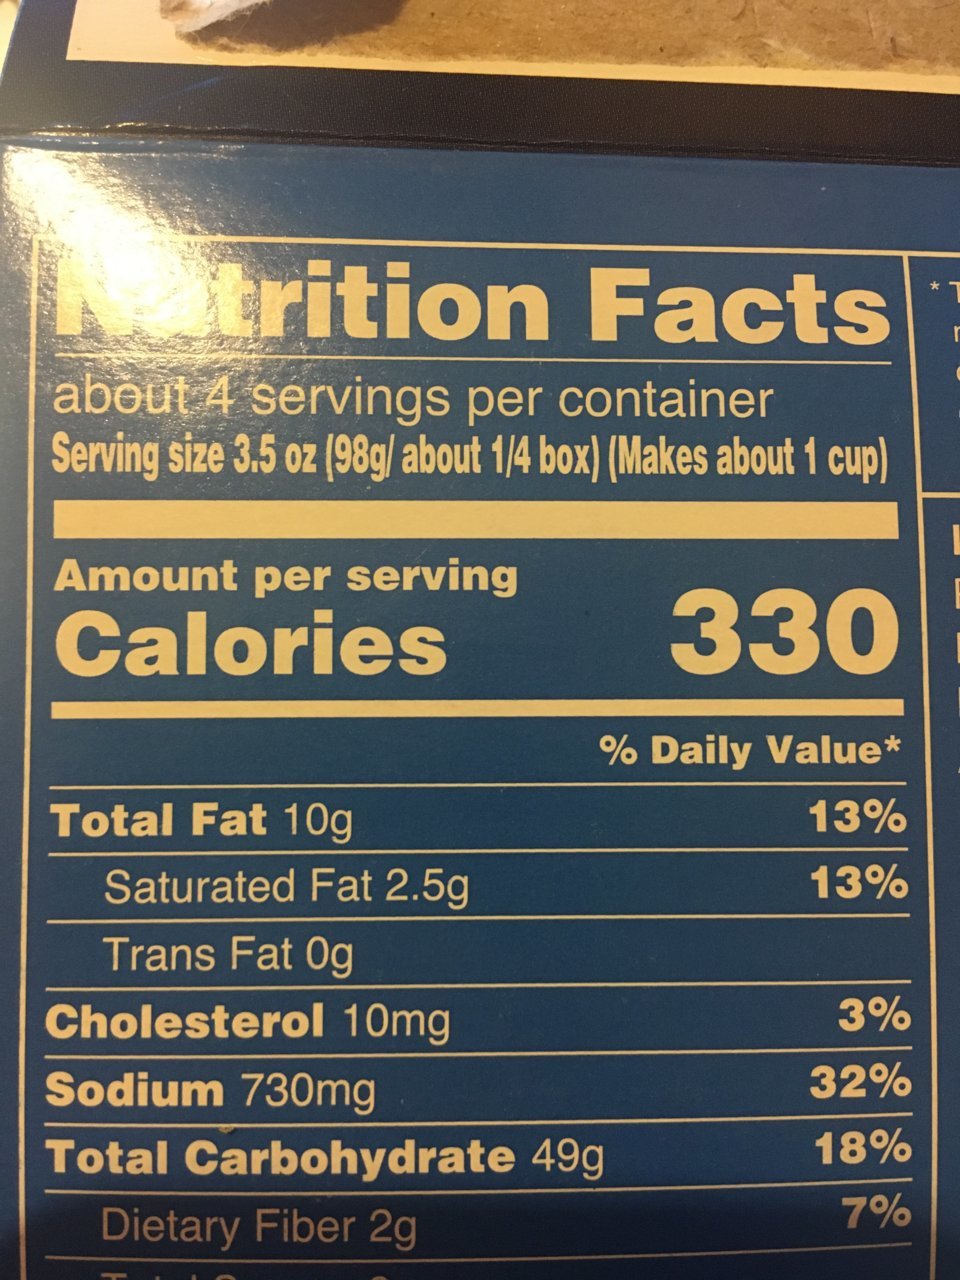 Nutrition Facts
about 4 servings per container
Serving size 3.5 oz (98g/ about 1/4 box) (Makes about 1 cup)
Amount per serving
Calories 330
% Daily Value*
Total Fat 10g 13%
Saturated Fat 2.5g 13%
Trans Fat 0g
Cholesterol 10mg 3%
Sodium 730mg 32%
Total Carbohydrate 49g 18%
Dietary Fiber 2g 7%